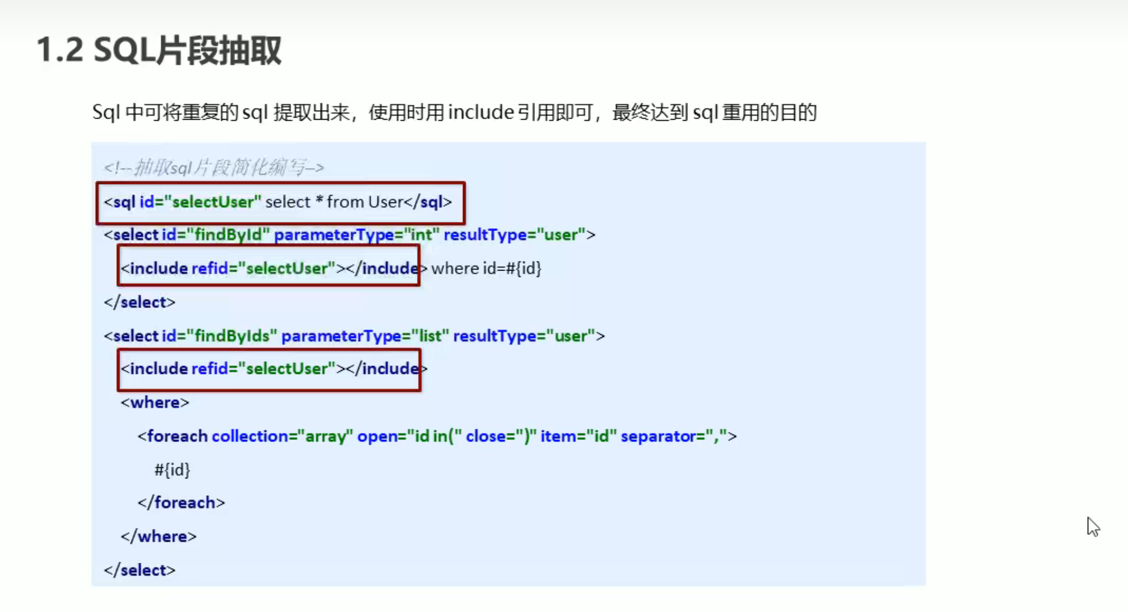 1.2 SQL片段抽取
Sql 中可将重复的 sql 提取出来，使用时用 include 引用即可，最终达到 sql 重用的目的
<!--抽取sql片段简化编写-->
<sql id="selectUser" select * from User</sql>
<select id="findById" parameterType="int" resultType="user">
<include refid="selectUser"></include> where id=#{id}
</select>
<select id="findByIds" parameterType="list" resultType="user">
<include refid="selectUser"></include>
<where>
<foreach collection="array" open="id in(" close=")" item="id" separator=",">
#{id}
</foreach>
</where>
</select>